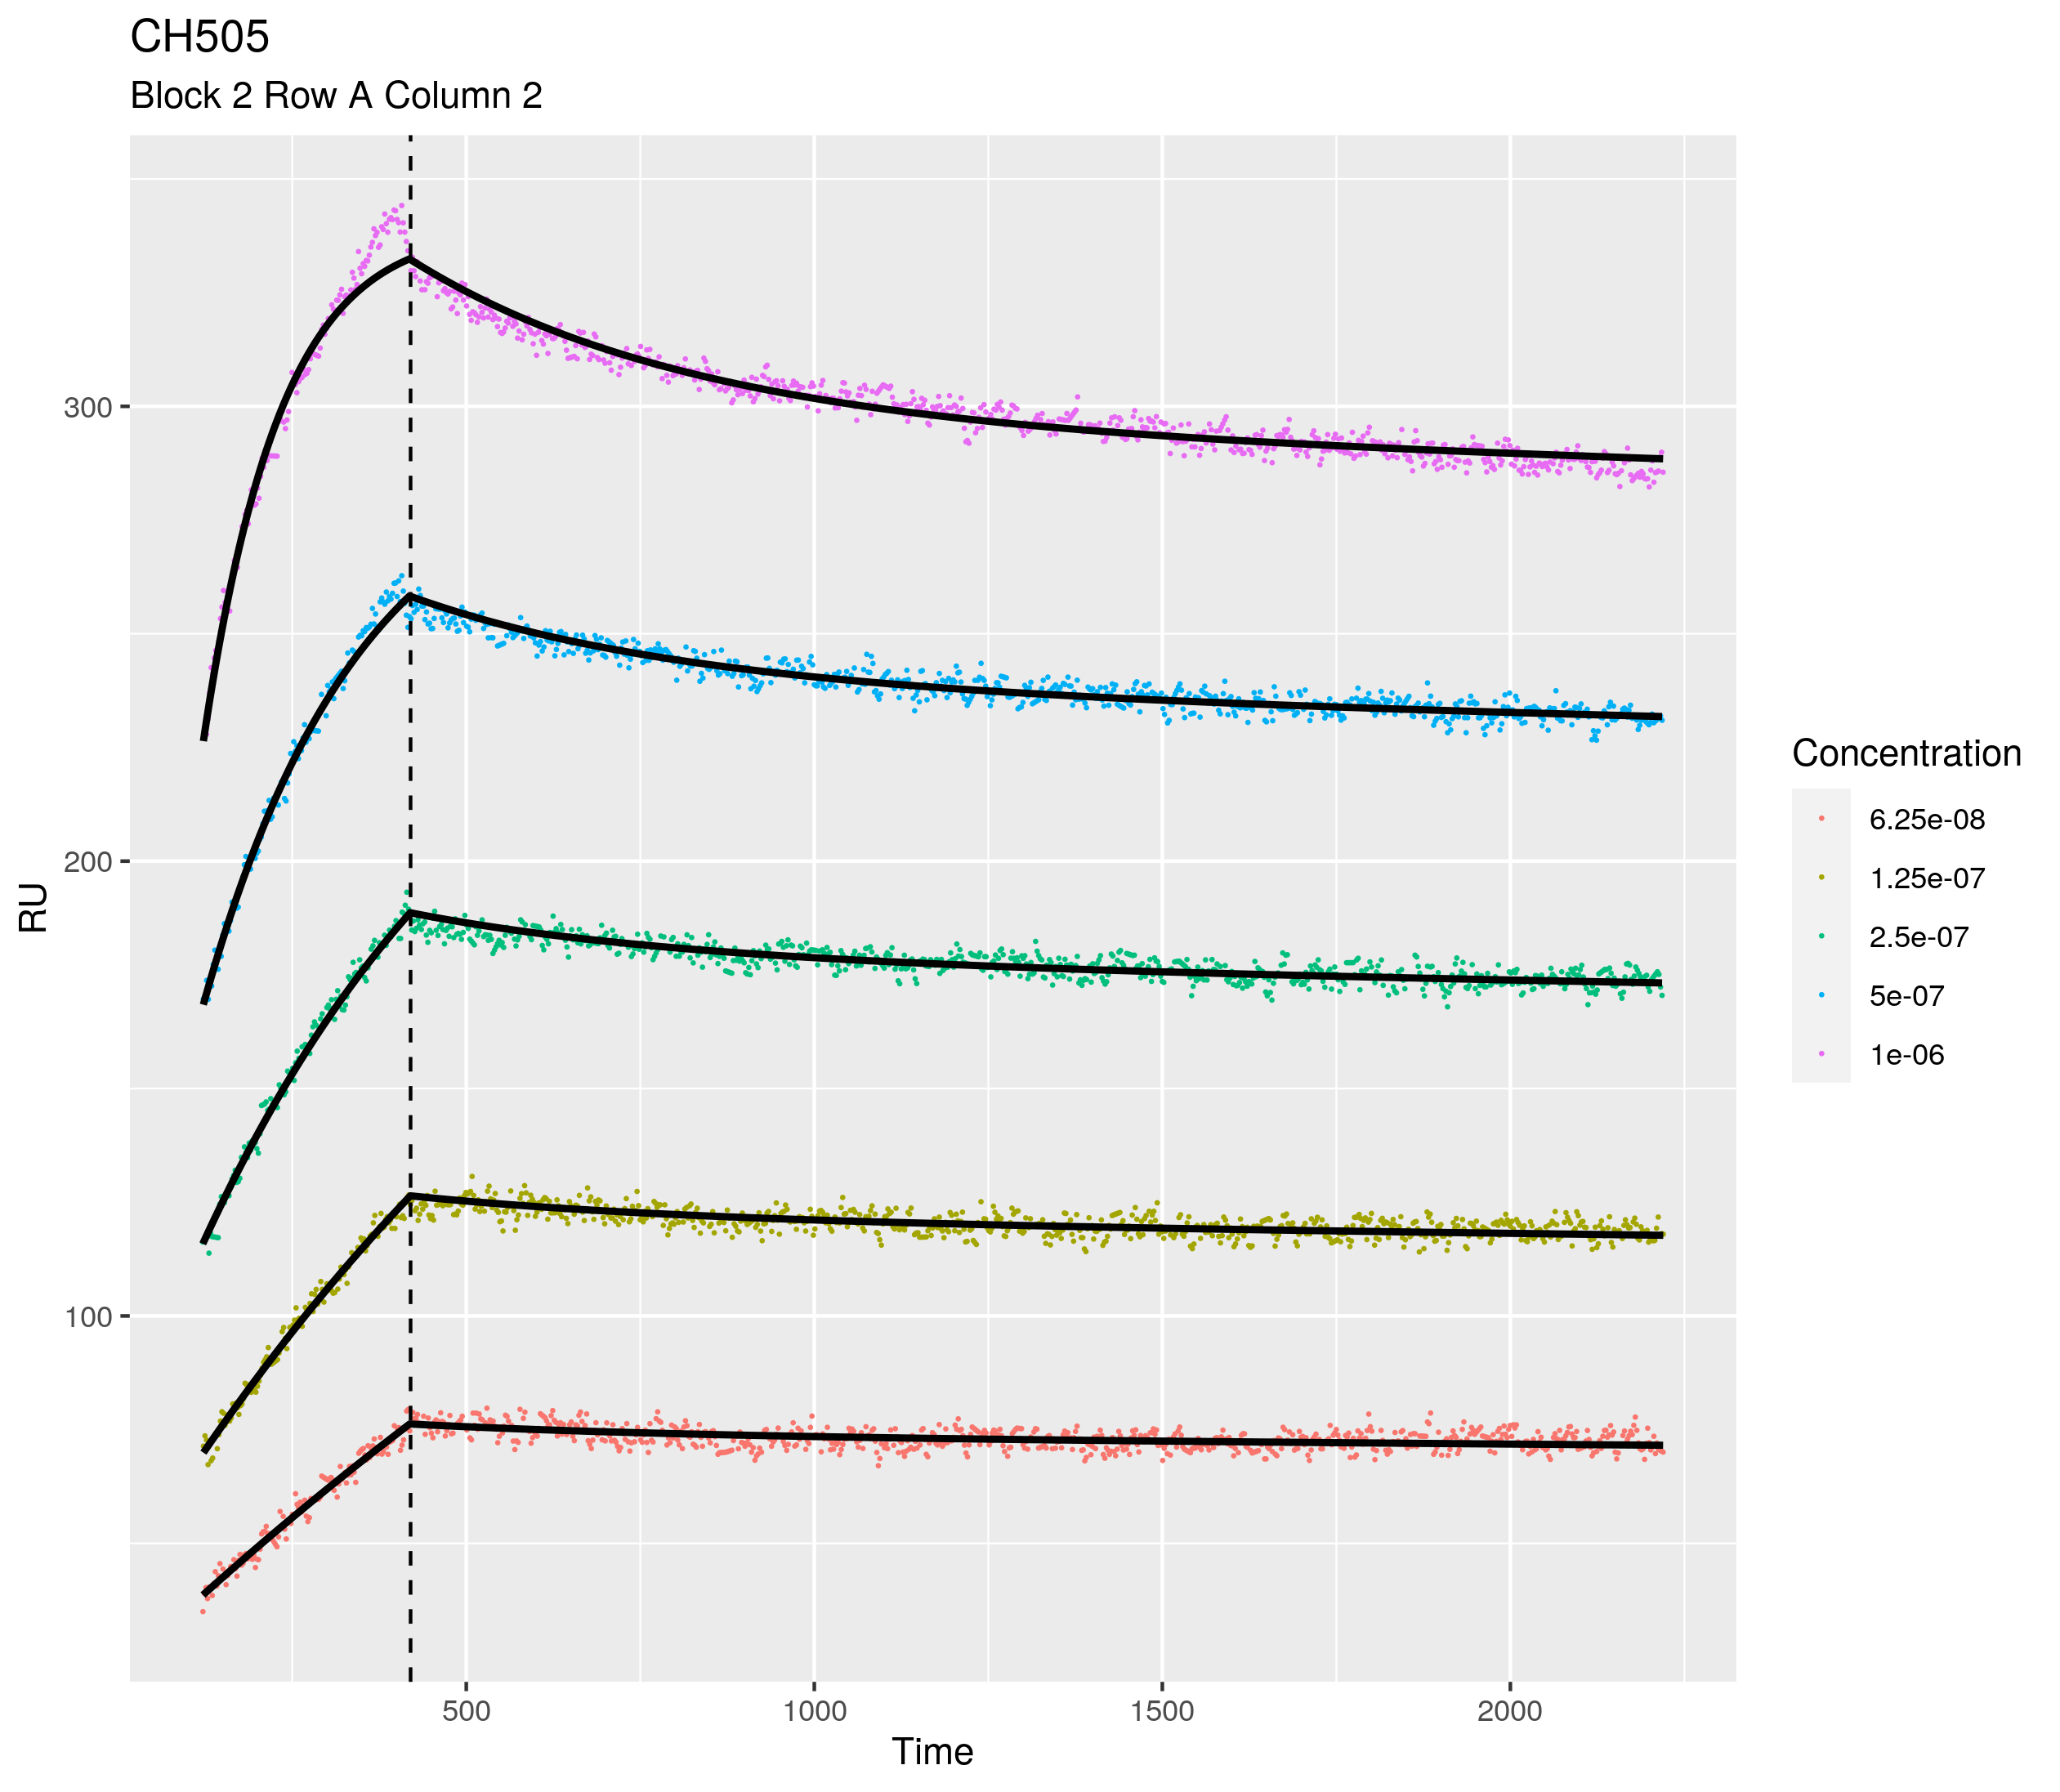 CH505
Block 2 Row A Column 2
300
200
100
RU
500 1000 1500 2000
Time
Concentration
6.25e-08
1.25e-07
2.5e-07
5e-07
1e-06